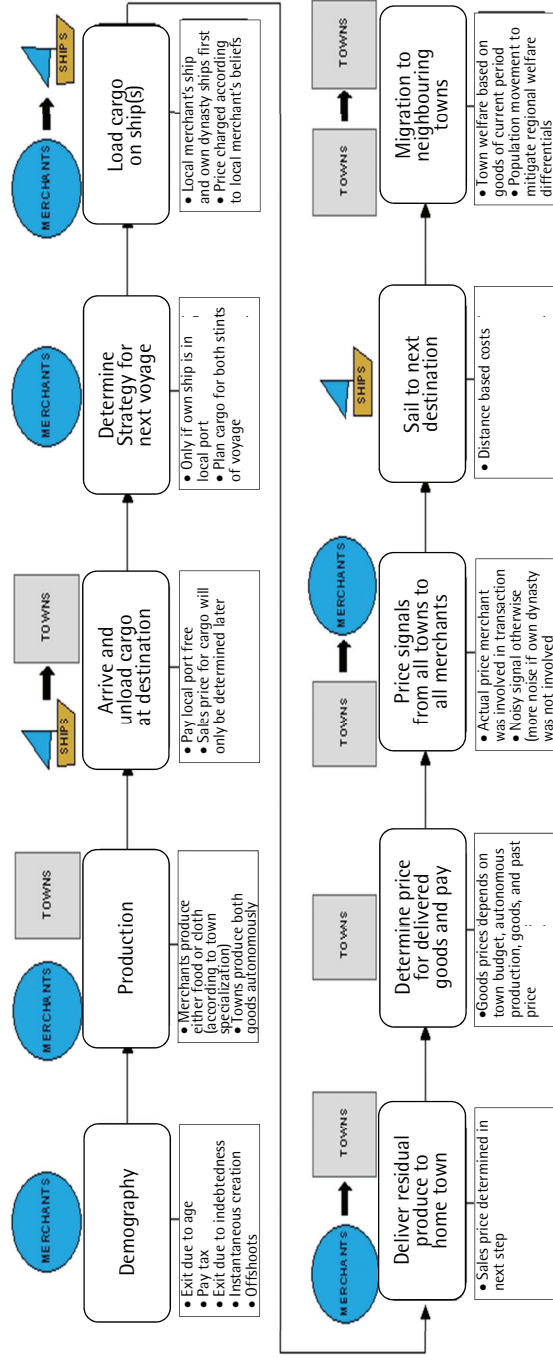 MERCHANTS
Demography
• Exit due to age
• Pay tax
• Exit due to indebtedness
• Instantaneous creation
• Offshoots
MERCHANTS
TOWNS
Production
• Merchants produce
either food or cloth
(according to town
specialization)
• Towns produce both
goods autonomously
SHIPS
TOWNS
Arrive and
unload cargo
at destination
• Pay local port free
• Sales price for cargo will
only be determined later
MERCHANTS
Determine
Strategy for
next voyage
• Only if own ship is in
local port
• Plan cargo for both stints
of voyage
MERCHANTS
SHIPS
Load cargo
on ship(s)
• Local merchant's ship
and own dynasty ships first
• Price charged according
to local merchant's beliefs
MERCHANTS
TOWNS
Deliver residual
produce to
home town
• Sales price determined in
next step
TOWNS
Determine price
for delivered
goods and pay
•Goods prices depends on
town budget, autonomous
production, goods, and past
price
TOWNS
MERCHANTS
Price signals
from all towns to
all merchants
• Actual price merchant
was involved in transaction
• Noisy signal otherwise
(more noise if own dynasty
was not involved
SHIPS
Sail to next
destination
• Distance based costs
TOWNS
TOWNS
Migration to
neighbouring
towns
• Town welfare based on
goods of current period
• Population movement to
mitigate regional welfare
differentials